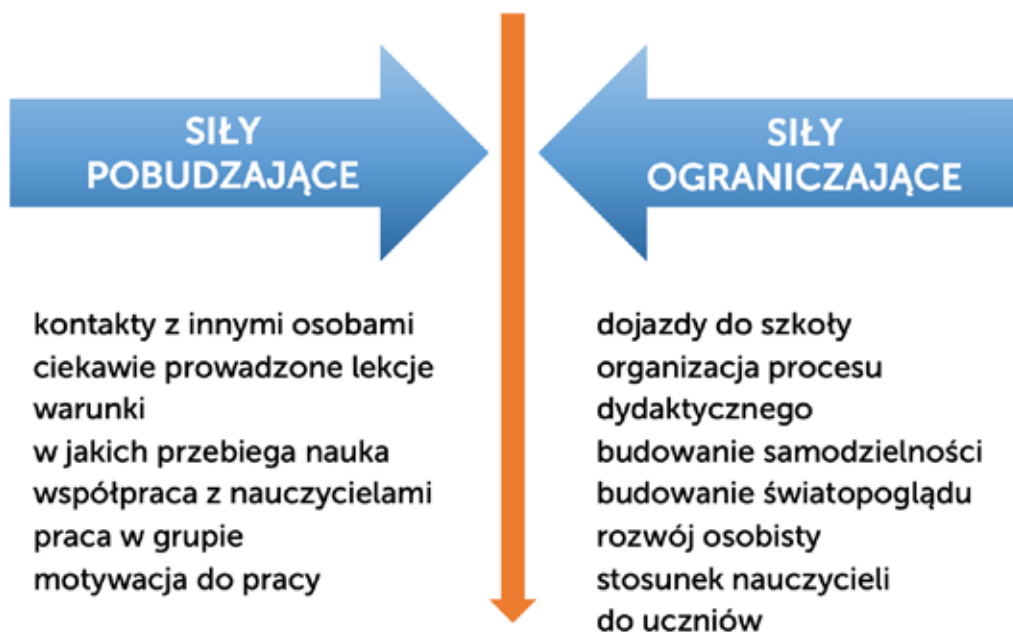 SIŁY
POBUDZAJĄCE
SIŁY
OGRANICZAJĄCE
kontakty z innymi osobami
ciekawie prowadzone lekcje
warunki
w jakich przebiega nauka
współpraca z nauczycielami
praca w grupie
motywacja do pracy
dojazdy do szkoły
organizacja procesu
dydaktycznego
budowanie samodzielności
budowanie światopoglądu
rozwój osobisty
stosunek nauczycieli
do uczniów